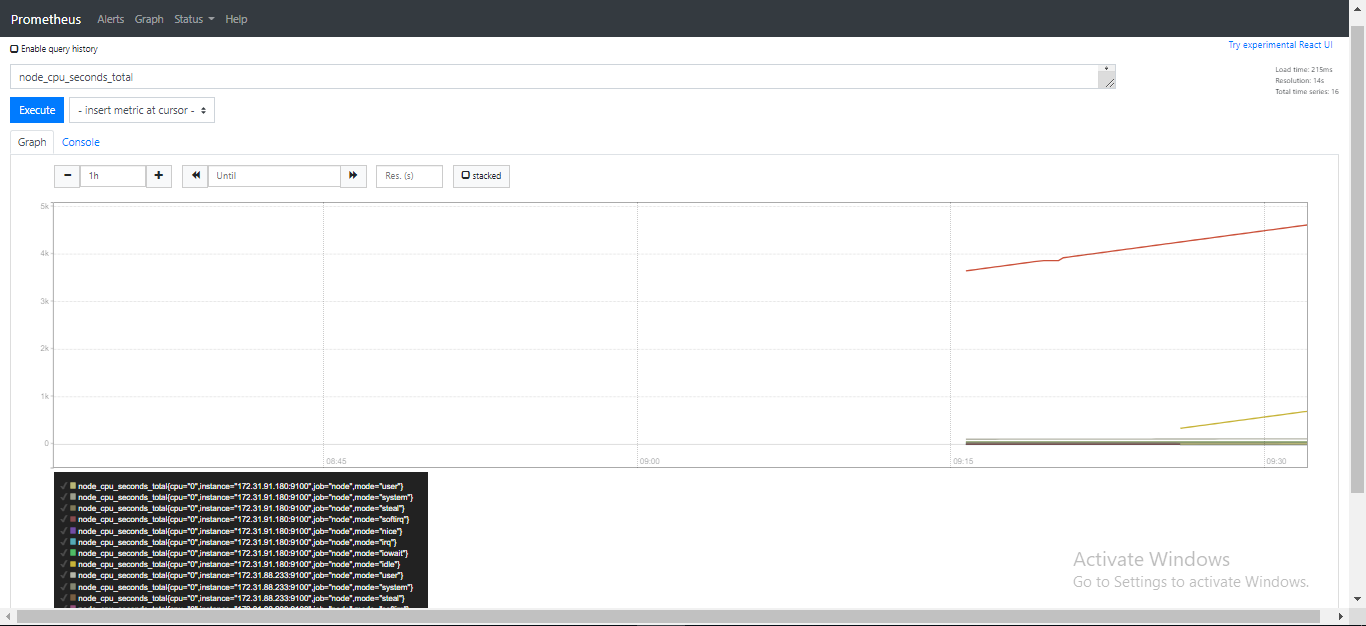 Prometheus Alerts Graph Status Help
Enable query history
Try experimental React UI
node_cpu_seconds_total
Load time: 215ms
Resolution: 14s
Total time series: 16
Execute - insert metric at cursor -
Graph Console
1h Until Res. (s) stacked
5k
4k
3k
2k
1k
0
08:45 09:00 09:15 09:30
node_cpu_seconds_total{cpu="0",instance="172.31.91.180:9100",job="node",mode="user"}
node_cpu_seconds_total{cpu="0",instance="172.31.91.180:9100",job="node",mode="system"}
node_cpu_seconds_total{cpu="0",instance="172.31.91.180:9100",job="node",mode="steal"}
node_cpu_seconds_total{cpu="0",instance="172.31.91.180:9100",job="node",mode="softirq"}
node_cpu_seconds_total{cpu="0",instance="172.31.91.180:9100",job="node",mode="nice"}
node_cpu_seconds_total{cpu="0",instance="172.31.91.180:9100",job="node",mode="irq"}
node_cpu_seconds_total{cpu="0",instance="172.31.91.180:9100",job="node",mode="iowait"}
node_cpu_seconds_total{cpu="0",instance="172.31.91.180:9100",job="node",mode="idle"}
node_cpu_seconds_total{cpu="0",instance="172.31.88.233:9100",job="node",mode="user"}
node_cpu_seconds_total{cpu="0",instance="172.31.88.233:9100",job="node",mode="system"}
node_cpu_seconds_total{cpu="0",instance="172.31.88.233:9100",job="node",mode="steal"}
Activate Windows
Go to Settings to activate Windows.